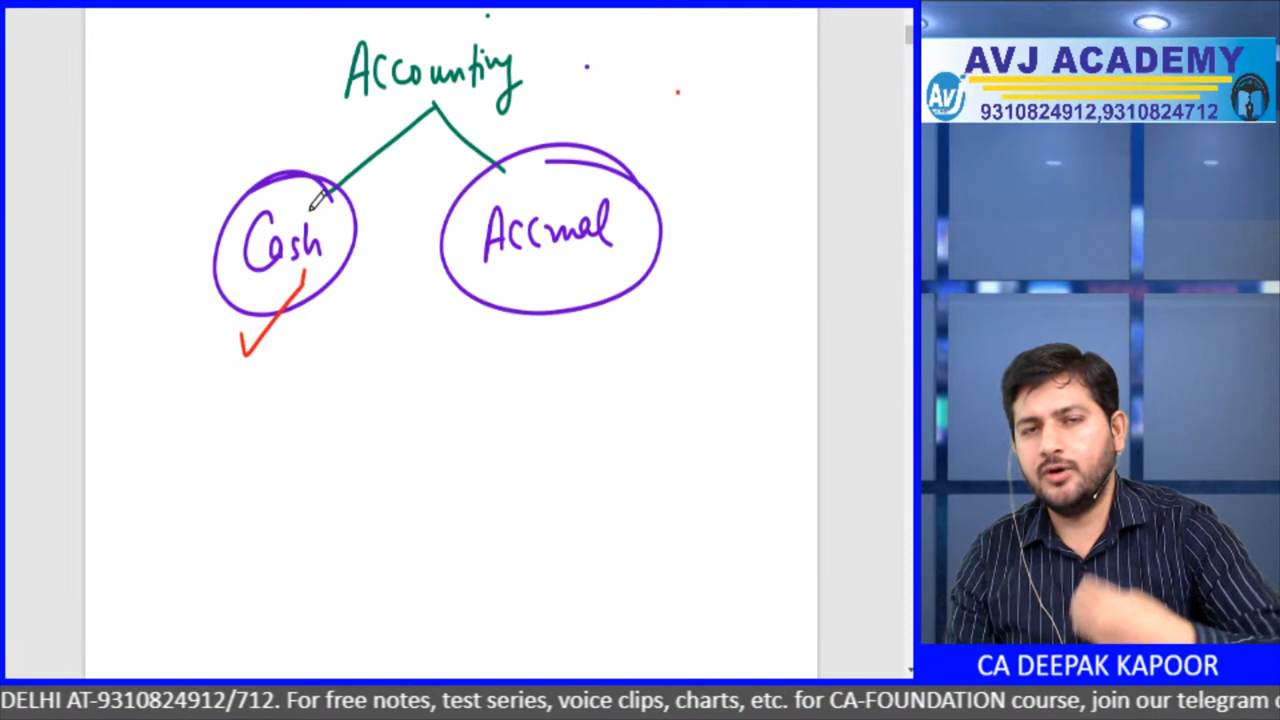 Accounting
Cash
Accrual
AVJ ACADEMY
AVJ
9310824912,9310824712
CA DEEPAK KAPOOR
DELHI AT-9310824912/712. For free notes, test series, voice clips, charts, etc. for CA-FOUNDATION course, join our telegram